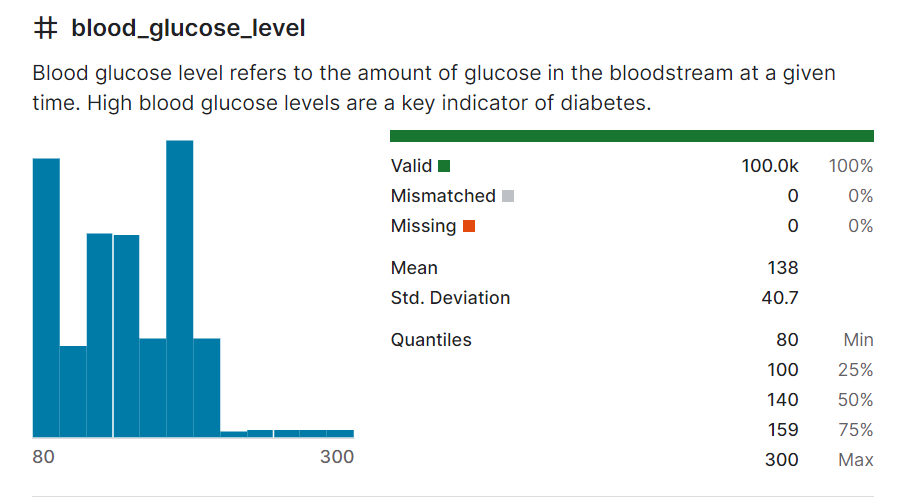 # blood_glucose_level
Blood glucose level refers to the amount of glucose in the bloodstream at a given
time. High blood glucose levels are a key indicator of diabetes.
Valid 100.0k 100%
Mismatched 0 0%
Missing 0 0%
Mean 138
Std. Deviation 40.7
Quantiles 80 Min
100 25%
140 50%
159 75%
300 Max
80 300